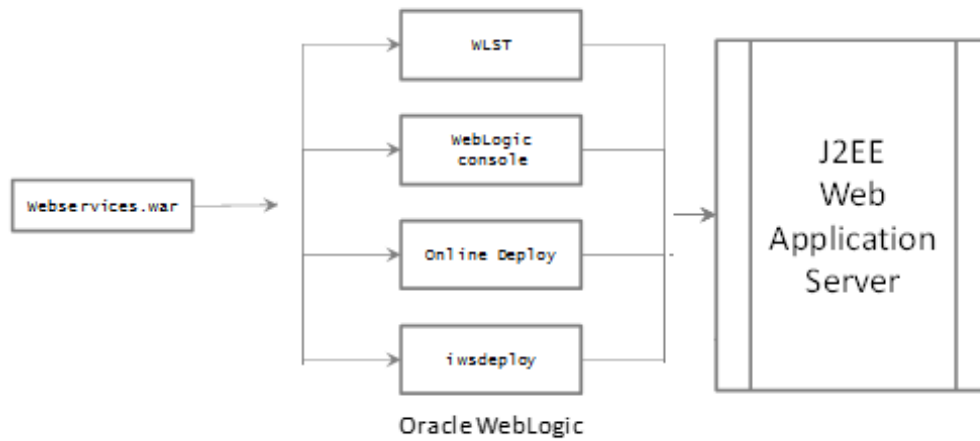 WLST
WebLogic
console
Webservices.war
Online Deploy
iwsdeploy
Oracle WebLogic
J2EE
Web
Application
Server